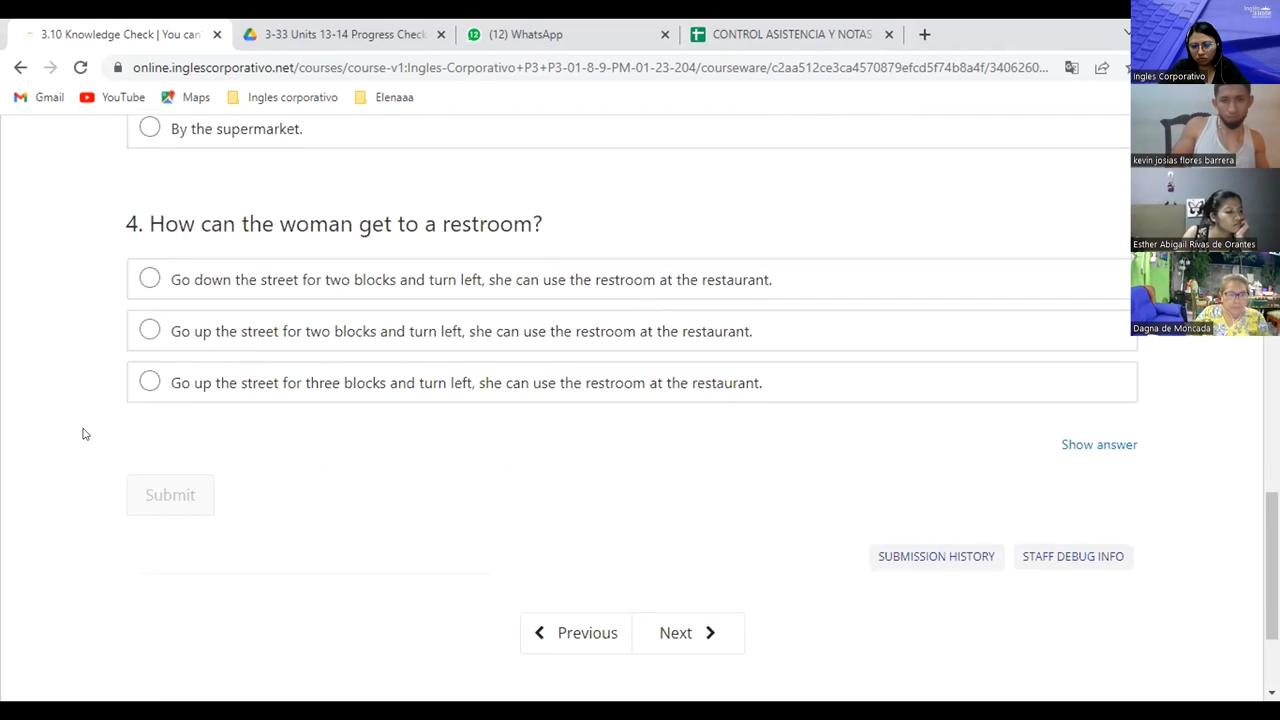 3.10 Knowledge Check | You can'
3-33 Units 13-14 Progress Check
(12) WhatsApp
CONTROL ASISTENCIA Y NOTAS
online.inglescorporativo.net/courses/course-v1:Ingles-Corporativo+P3+P3-01-8-9-PM-01-23-204/courseware/c2aa512ce3ca4570879efcd5f74b8a4f/3406260...
Gmail
YouTube
Maps
Ingles corporativo
Elenaaa
By the supermarket.
4. How can the woman get to a restroom?
Go down the street for two blocks and turn left, she can use the restroom at the restaurant.
Go up the street for two blocks and turn left, she can use the restroom at the restaurant.
Go up the street for three blocks and turn left, she can use the restroom at the restaurant.
Show answer
Submit
SUBMISSION HISTORY
STAFF DEBUG INFO
Previous
Next
Ingles Corporativo
kevin josias flores barrera
Esther Abigail Rivas de Orantes
Dagna de Moncada